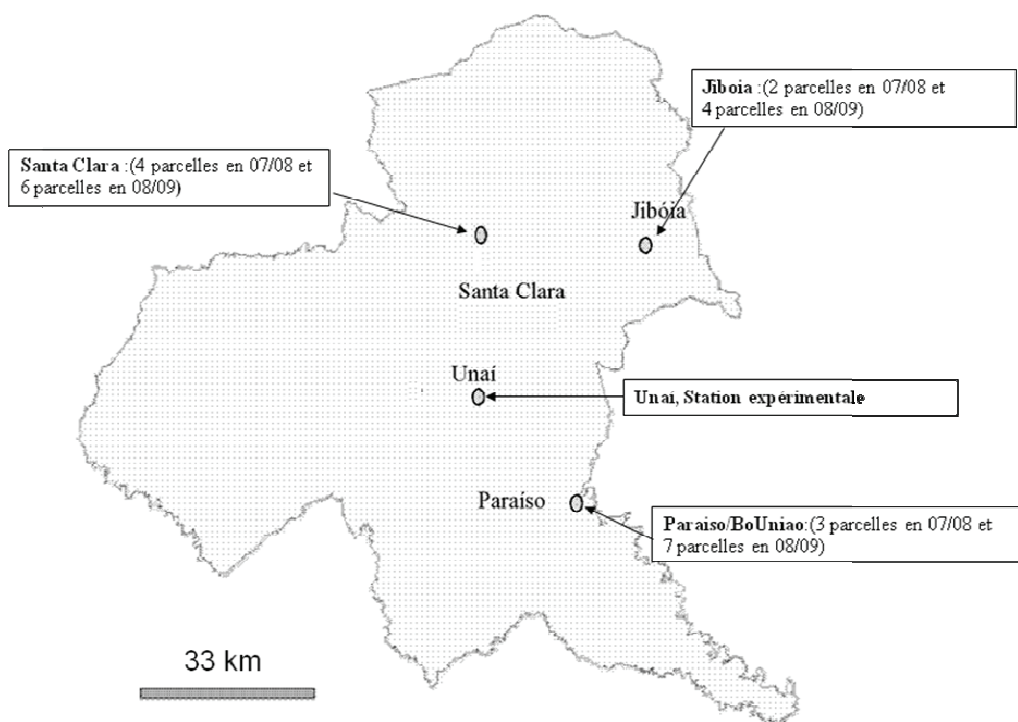 Jiboia :(2 parcelles en 07/08 et
4 parcelles en 08/09)
Santa Clara :(4 parcelles en 07/08 et
6 parcelles en 08/09)
Jibóia
Santa Clara
Unaí
Unai, Station expérimentale
Paraíso
Paraiso/BoUniao:(3 parcelles en 07/08 et
7 parcelles en 08/09)
33 km